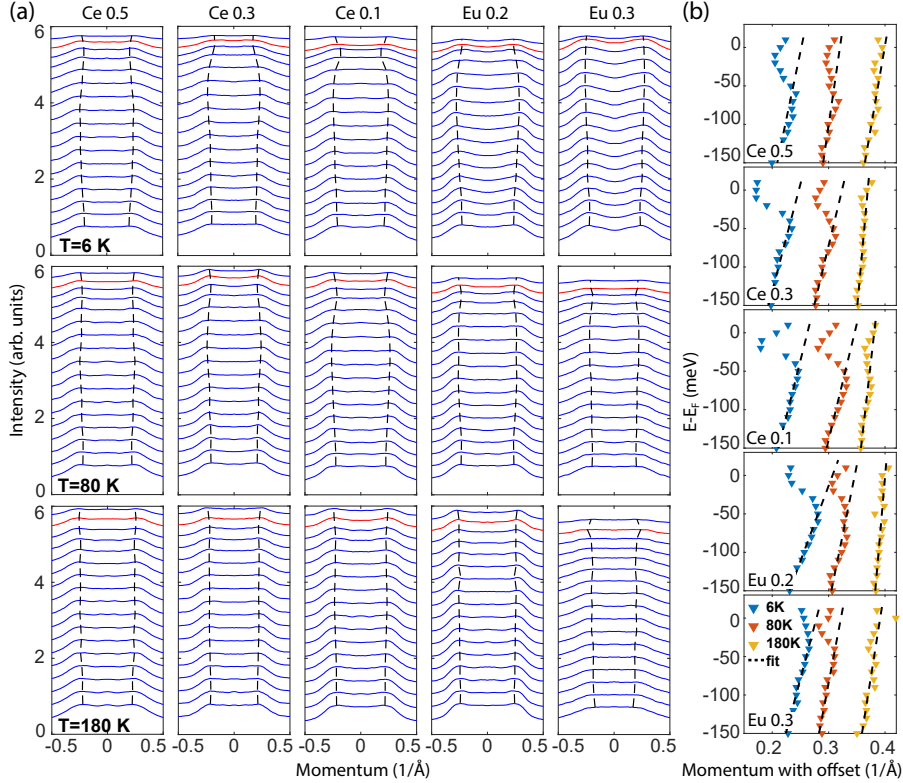 (a) Ce 0.5 Ce 0.3 Ce 0.1 Eu 0.2 Eu 0.3
6
4
2
0
T=6 K
6
4
2
0
T=80 K
6
4
2
0
T=180 K
Intensity (arb. units)
-0.5 0 0.5 -0.5 0 0.5 -0.5 0 0.5 -0.5 0 0.5 -0.5 0 0.5
Momentum (1/Å)
(b)
0
-50
-100
-150
Ce 0.5
0
-50
-100
-150
Ce 0.3
0
-50
-100
-150
Ce 0.1
0
-50
-100
-150
Eu 0.2
0
-50
-100
-150
6K
80K
180K
fit
Eu 0.3
E-EF (meV)
0.2 0.3 0.4
Momentum with offset (1/Å)